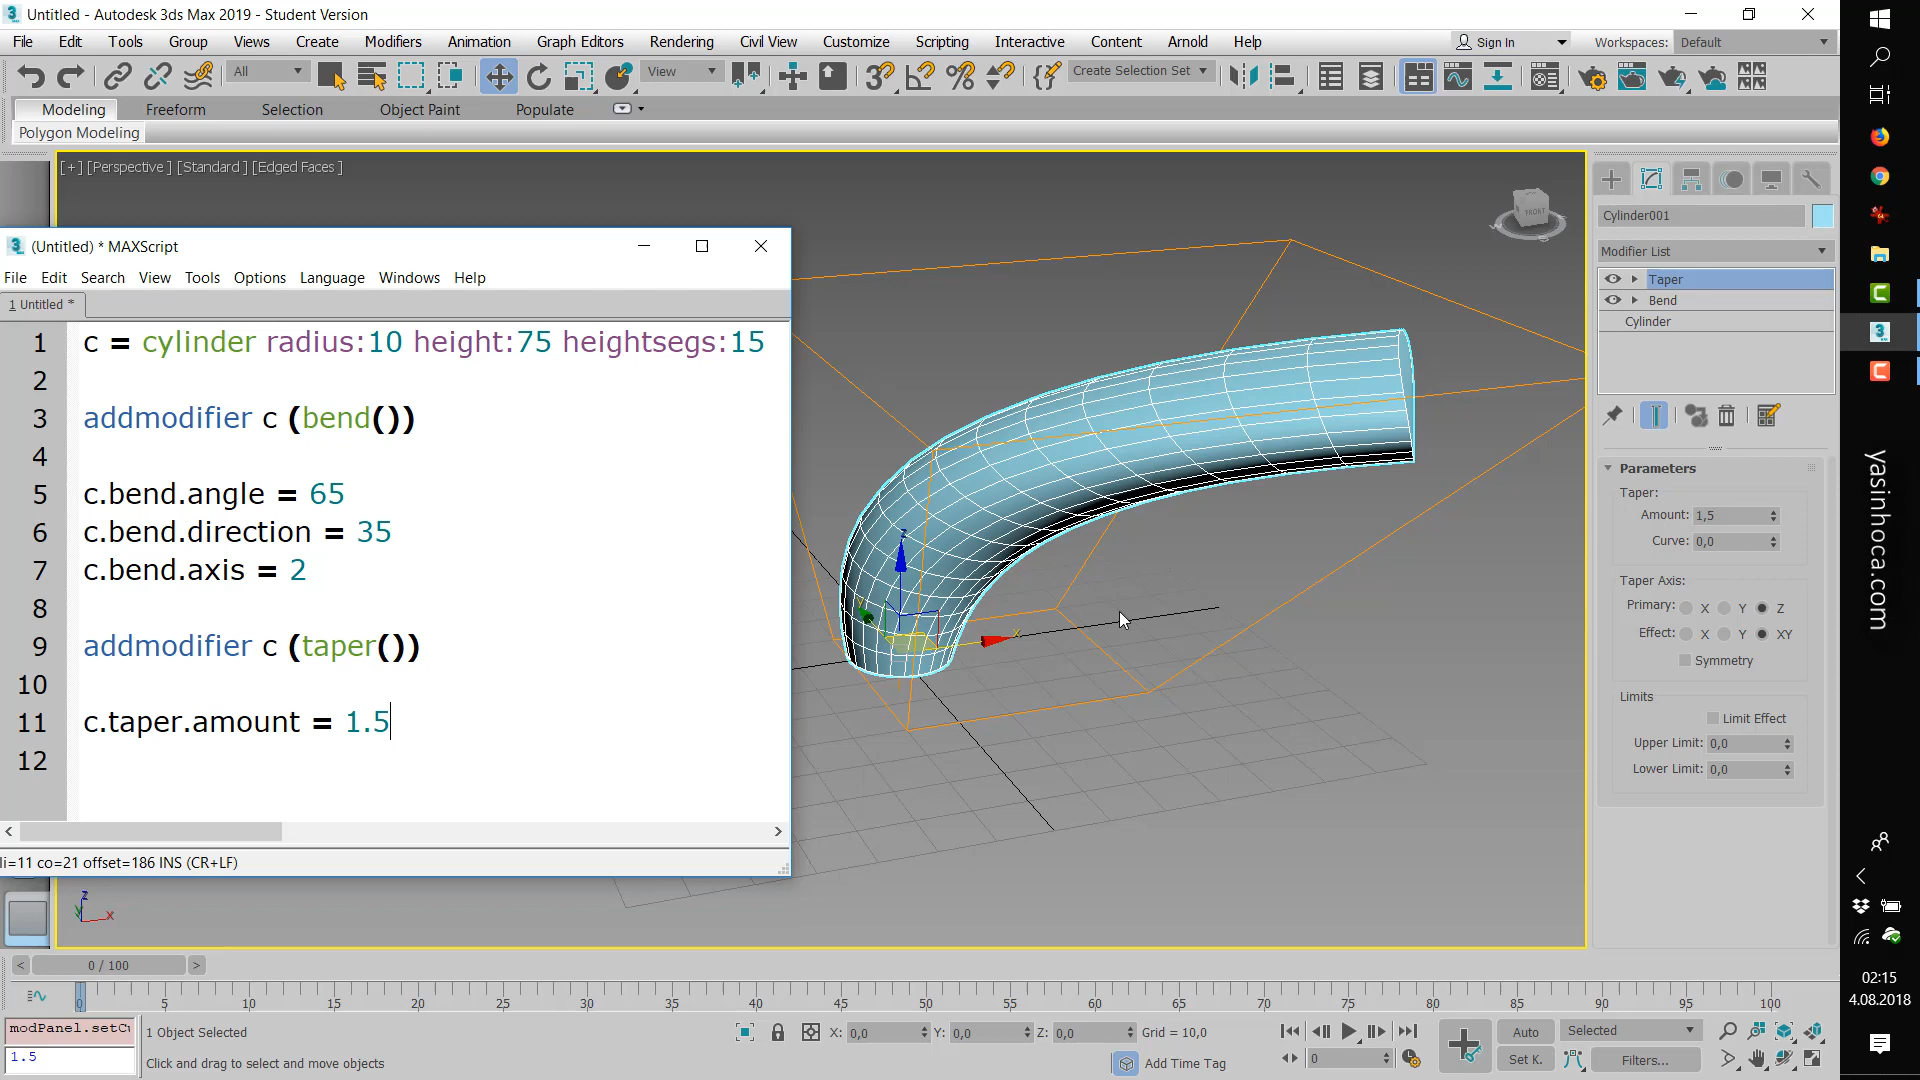 Untitled - Autodesk 3ds Max 2019 - Student Version
File Edit Tools Group Views Create Modifiers Animation Graph Editors Rendering Civil View Customize Scripting Interactive Content Arnold Help Sign In Workspaces: Default
All View Create Selection Set
Modeling Freeform Selection Object Paint Populate
Polygon Modeling
[+] [Perspective] [Standard] [Edged Faces]
FRONT
Cylinder001
Modifier List
Taper
Bend
Cylinder
Parameters
Taper:
Amount: 1,5
Curve: 0,0
Taper Axis:
Primary: X Y Z
Effect: X Y XY
Symmetry
Limits
Limit Effect
Upper Limit: 0,0
Lower Limit: 0,0
(Untitled) * MAXScript
File Edit Search View Tools Options Language Windows Help
1 Untitled *
1 c = cylinder radius:10 height:75 heightsegs:15
2
3 addmodifier c (bend())
4
5 c.bend.angle = 65
6 c.bend.direction = 35
7 c.bend.axis = 2
8
9 addmodifier c (taper())
10
11 c.taper.amount = 1.5
12
li=11 co=21 offset=186 INS (CR+LF)
z
y
x
z
y x
yasinhoca.com
< 0 / 100 >
0 5 10 15 20 25 30 35 40 45 50 55 60 65 70 75 80 85 90 95 100
modPanel.setCu
1.5
1 Object Selected
Click and drag to select and move objects
X: 0,0 Y: 0,0 Z: 0,0 Grid = 10,0
Add Time Tag
0
Auto Selected
Set K. Filters...
02:15
4.08.2018